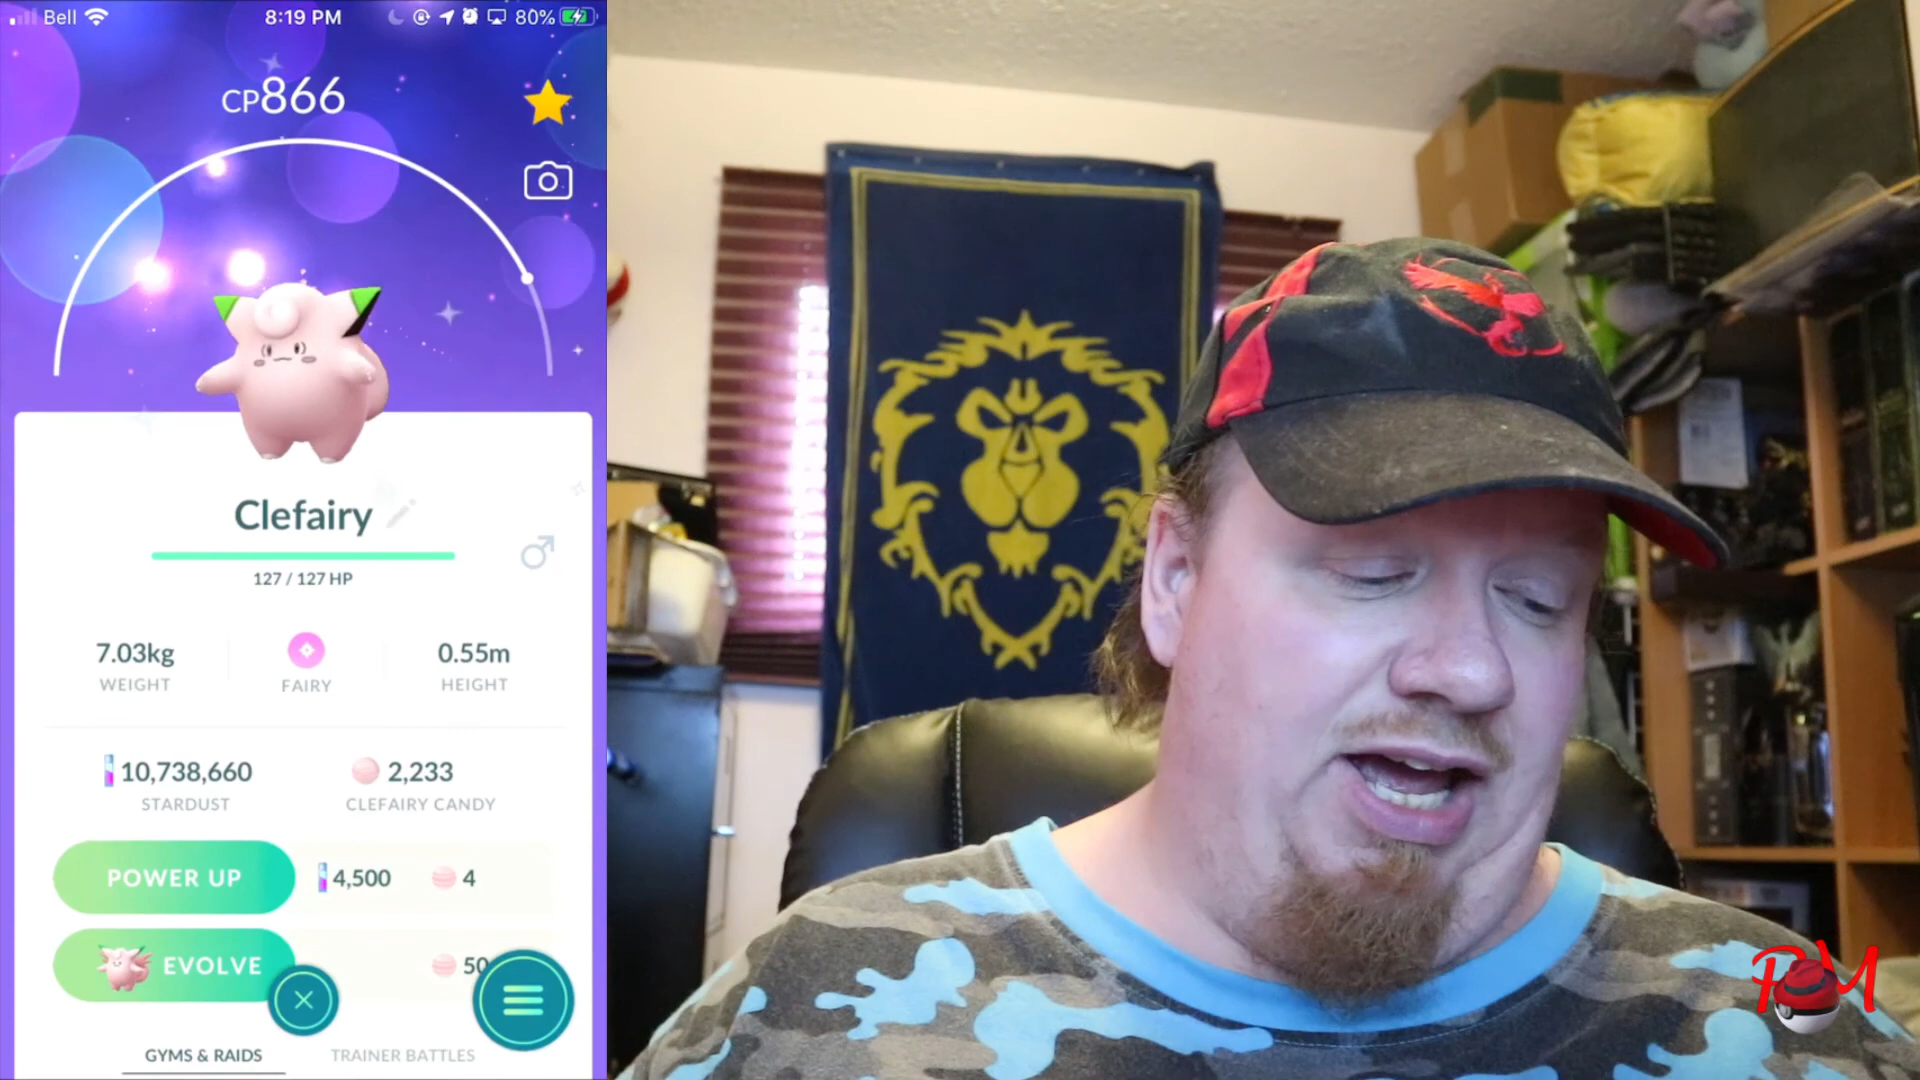 Bell 8:19 PM 80%
CP866
Clefairy
127 / 127 HP
7.03kg 0.55m
WEIGHT FAIRY HEIGHT
10,738,660 2,233
STARDUST CLEFAIRY CANDY
POWER UP 4,500 4
EVOLVE 50
GYMS & RAIDS TRAINER BATTLES
PM